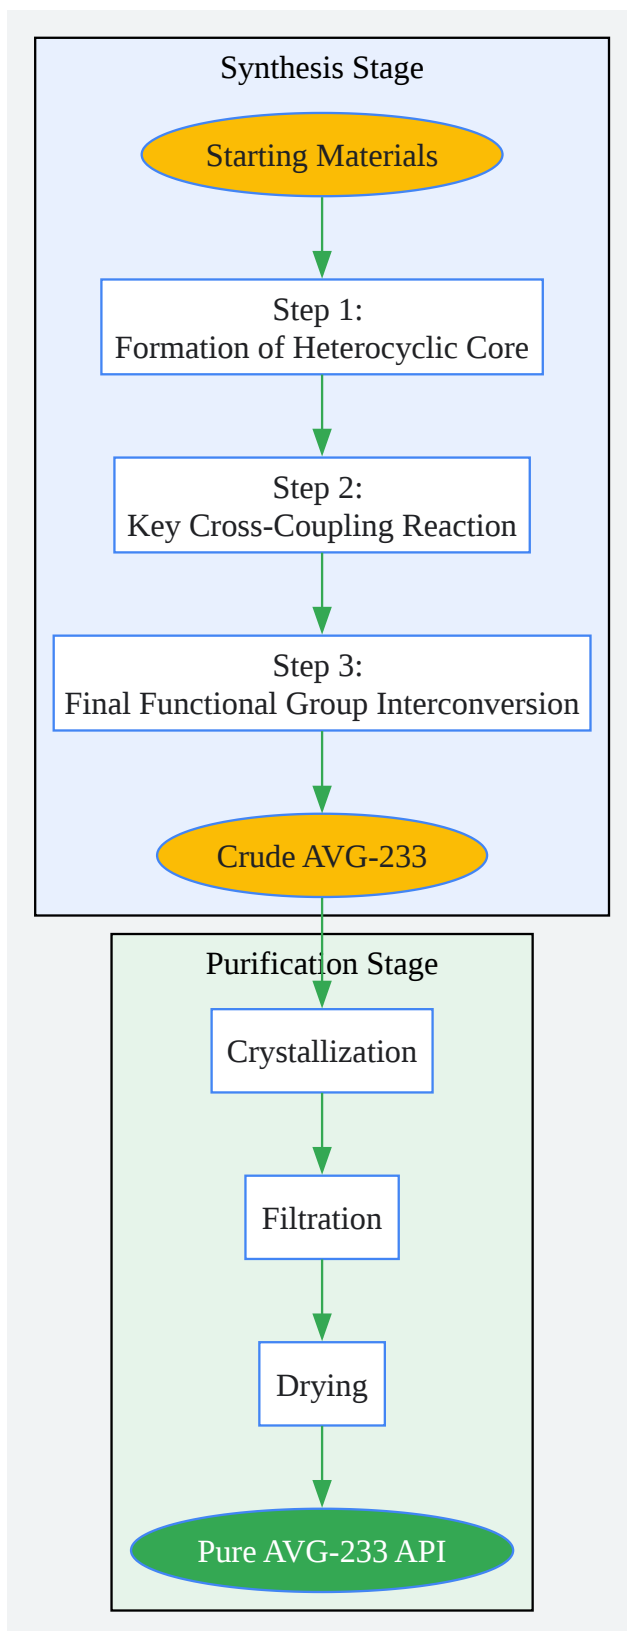 Synthesis Stage
Starting Materials
Step 1:
Formation of Heterocyclic Core
Step 2:
Key Cross-Coupling Reaction
Step 3:
Final Functional Group Interconversion
Crude AVG-233
Purification Stage
Crystallization
Filtration
Drying
Pure AVG-233 API